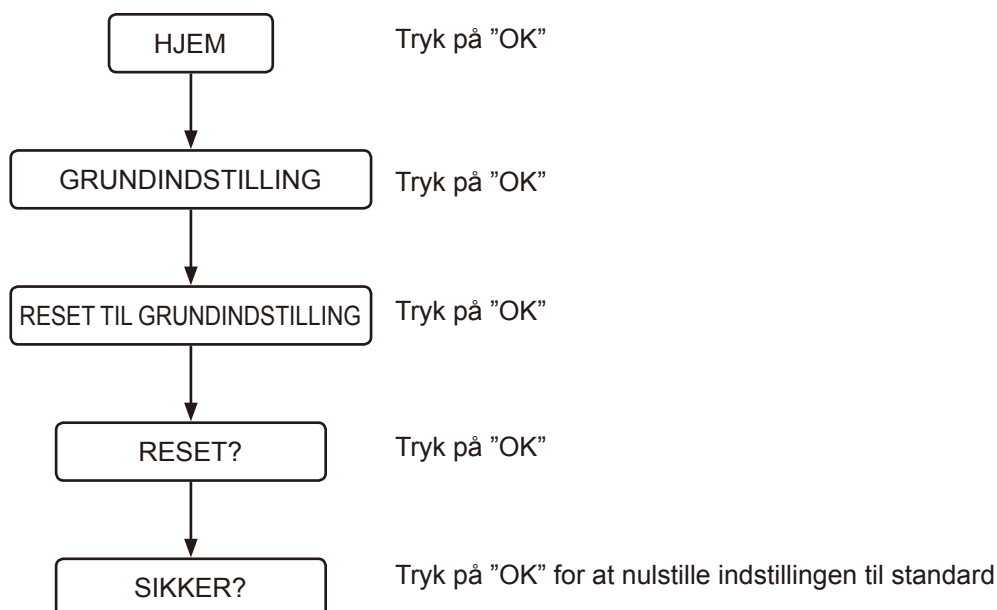 HJEM
Tryk på ”OK”
GRUNDINDSTILLING
Tryk på ”OK”
RESET TIL GRUNDINDSTILLING
Tryk på ”OK”
RESET?
Tryk på ”OK”
SIKKER?
Tryk på ”OK” for at nulstille indstillingen til standard